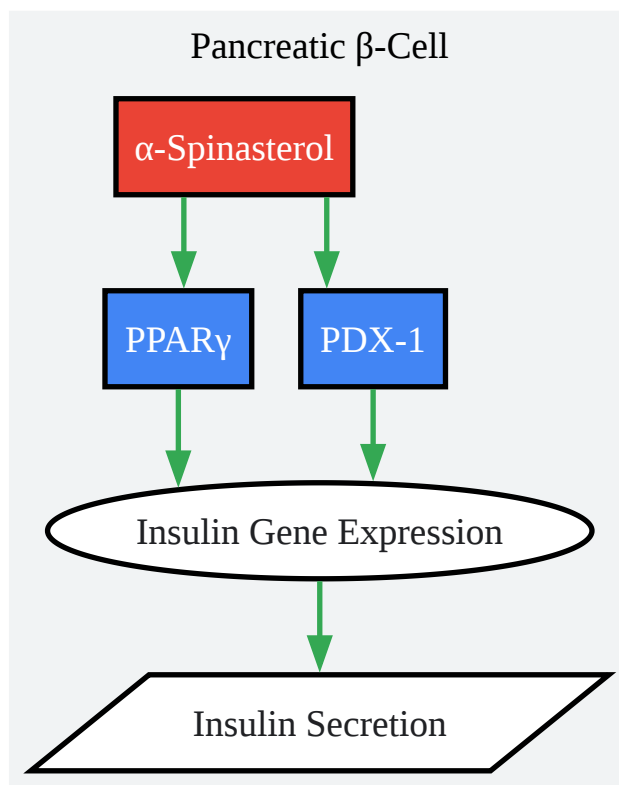 Pancreatic β-Cell
α-Spinasterol
PPARγ
PDX-1
Insulin Gene Expression
Insulin Secretion